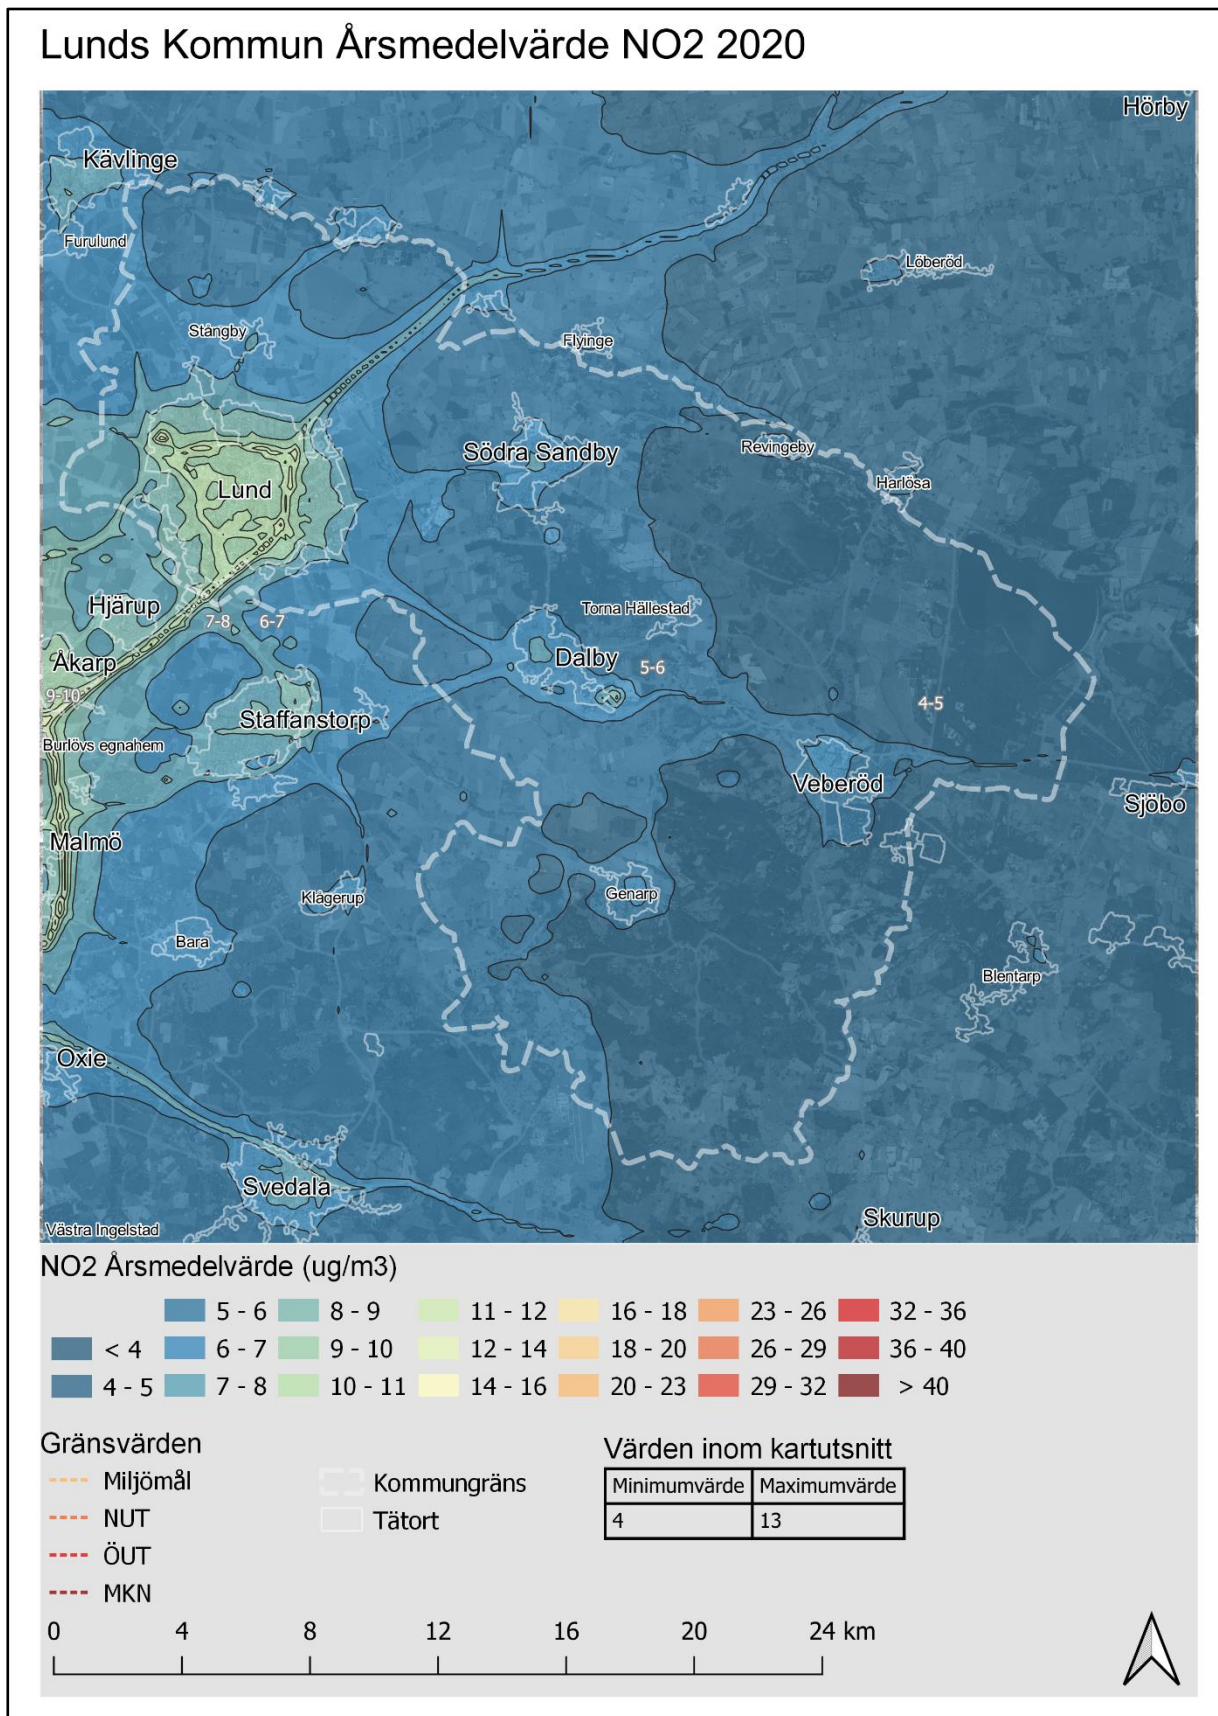 Lunds Kommun Årsmedelvärde NO2 2020
Hörby
Kävlinge
Furulund
Löberöd
Stångby
Flyinge
Södra Sandby
Revingeby
Harlösa
Lund
Hjärup
7-8
6-7
Torna Hällestad
Åkarp
Dalby
5-6
9-10
4-5
Staffanstorp
Burlövs egnahem
Veberöd
Sjöbo
Malmö
Klågerup
Genarp
Bara
Blentarp
Oxie
Svedala
Västra Ingelstad
Skurup
NO2 Årsmedelvärde (ug/m3)
5 - 6 8 - 9 11 - 12 16 - 18 23 - 26 32 - 36
< 4 6 - 7 9 - 10 12 - 14 18 - 20 26 - 29 36 - 40
4 - 5 7 - 8 10 - 11 14 - 16 20 - 23 29 - 32 > 40
Gränsvärden
Miljömål
NUT
ÖUT
MKN
Kommungräns
Tätort
Värden inom kartutsnitt
Minimumvärde Maximumvärde
4 13
0 4 8 12 16 20 24 km